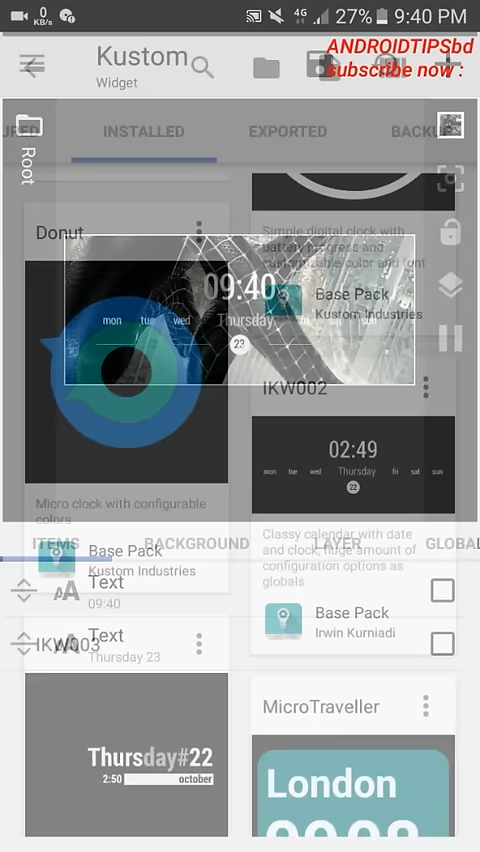 0
KB/s
4G
27%
9:40 PM
Kustom
Widget
ANDROIDTIPSbd
subscribe now :
INSTALLED
EXPORTED
Root
Donut
Simple digital clock with
battery progress and
customizable color and font
09:40
mon tue wed Thursday fri sat sun
23
Base Pack
Kustom Industries
IKW002
02:49
mon tue wed Thursday fri sat sun
22
Micro clock with configurable
colors
Classy calendar with date
and clock, huge amount of
configuration options as
globals
ITEMS
BACKGROUND
LAYER
GLOBAL
Base Pack
Kustom Industries
Text
09:40
Base Pack
Irwin Kurniadi
Text
Thursday 23
IKW003
MicroTraveller
Thursday#22
2:50
october
London